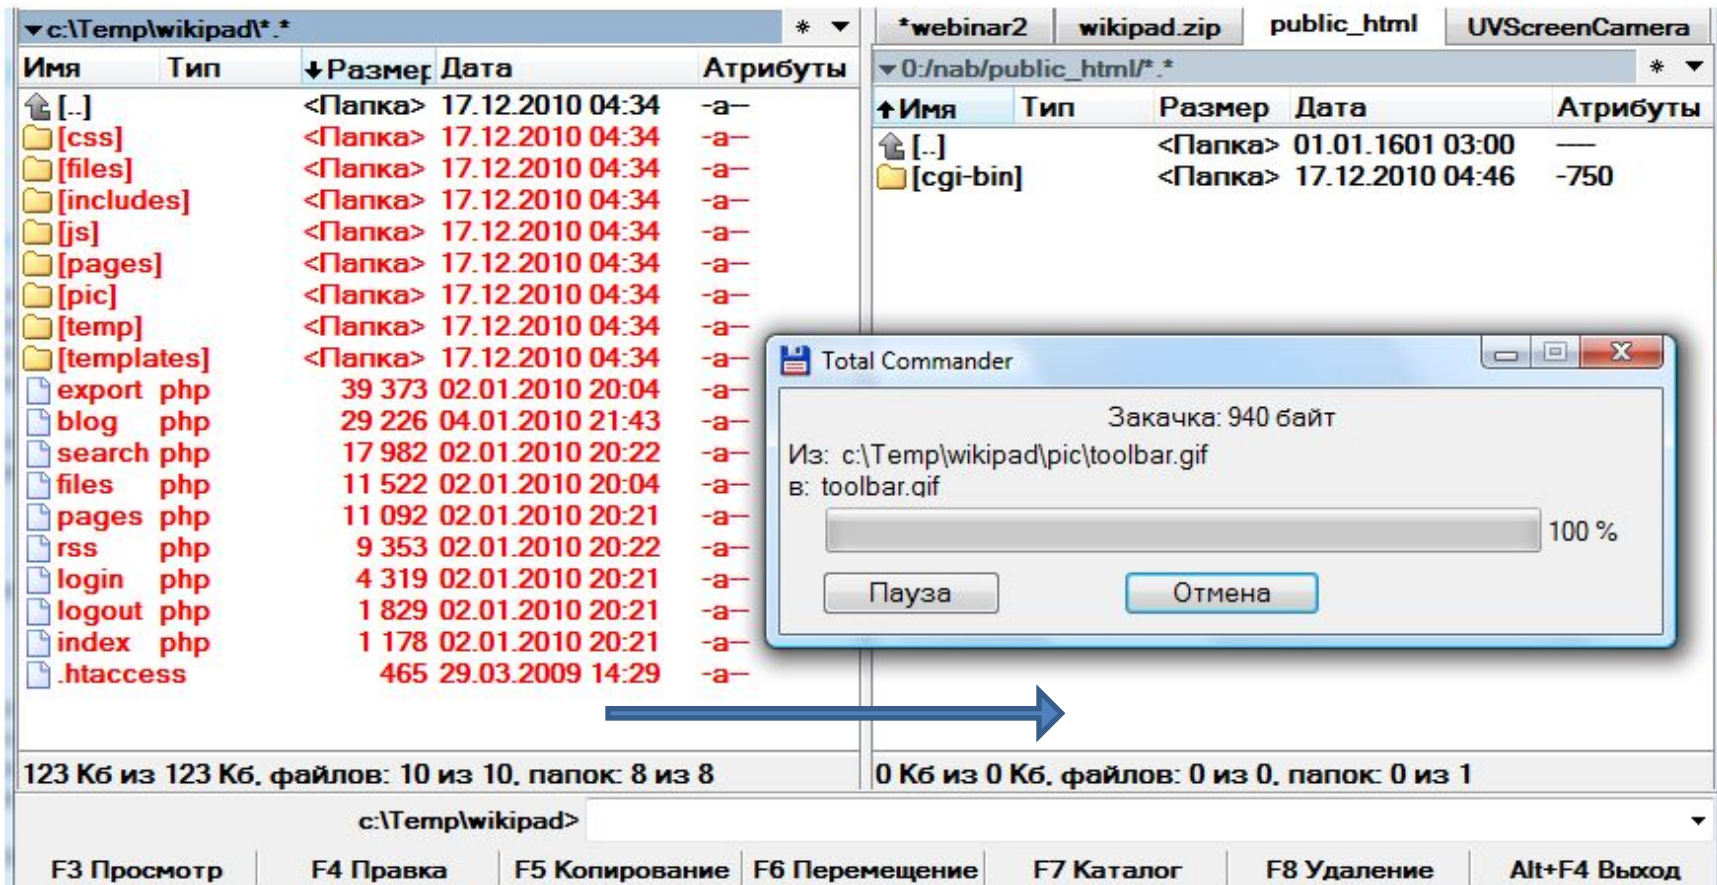 c:\Temp\wikipad\*.* * ▼
Имя Тип Размер Дата Атрибуты
[..] <Папка> 17.12.2010 04:34 -a--
[css] <Папка> 17.12.2010 04:34 -a--
[files] <Папка> 17.12.2010 04:34 -a--
[includes] <Папка> 17.12.2010 04:34 -a--
[js] <Папка> 17.12.2010 04:34 -a--
[pages] <Папка> 17.12.2010 04:34 -a--
[pic] <Папка> 17.12.2010 04:34 -a--
[temp] <Папка> 17.12.2010 04:34 -a--
[templates] <Папка> 17.12.2010 04:34 -a--
export php 39 373 02.01.2010 20:04 -a--
blog php 29 226 04.01.2010 21:43 -a--
search php 17 982 02.01.2010 20:22 -a--
files php 11 522 02.01.2010 20:04 -a--
pages php 11 092 02.01.2010 20:21 -a--
rss php 9 353 02.01.2010 20:22 -a--
login php 4 319 02.01.2010 20:21 -a--
logout php 1 829 02.01.2010 20:21 -a--
index php 1 178 02.01.2010 20:21 -a--
.htaccess 465 29.03.2009 14:29 -a--
123 Кб из 123 Кб, файлов: 10 из 10, папок: 8 из 8
*webinar2 wikipad.zip public_html UVScreenCamera
0:/nab/public_html/*.* * ▼
Имя Тип Размер Дата Атрибуты
[..] <Папка> 01.01.1601 03:00 ----
[cgi-bin] <Папка> 17.12.2010 04:46 -750
Total Commander
Закачка: 940 байт
Из: c:\Temp\wikipad\pic\toolbar.gif
в: toolbar.gif
100 %
Пауза Отмена
0 Кб из 0 Кб, файлов: 0 из 0, папок: 0 из 1
c:\Temp\wikipad>
F3 Просмотр F4 Правка F5 Копирование F6 Перемещение F7 Каталог F8 Удаление Alt+F4 Выход